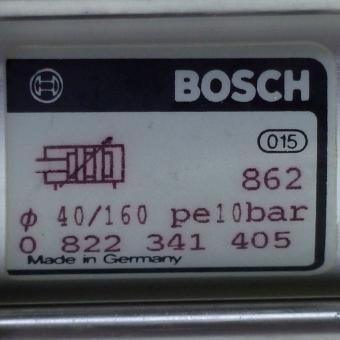 BOSCH
015
862
φ 40/160 pe10bar
0 822 341 405
Made in Germany